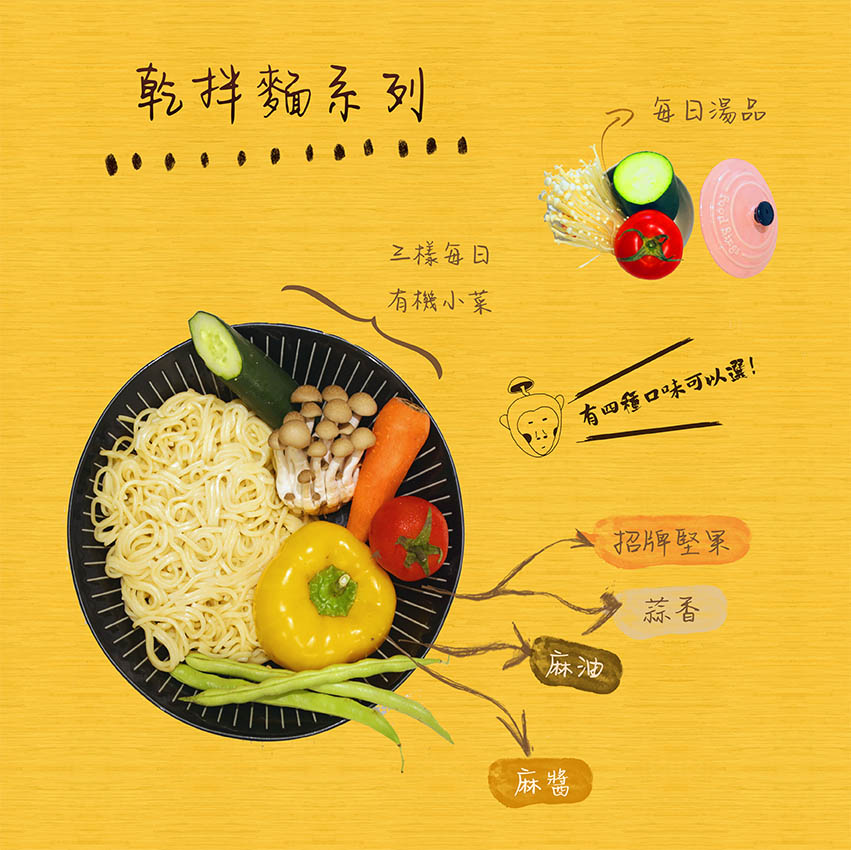 乾拌麵系列
每日湯品
三樣每日
有機小菜
有四種口味可以選!
招牌堅果
蒜香
麻油
麻醬